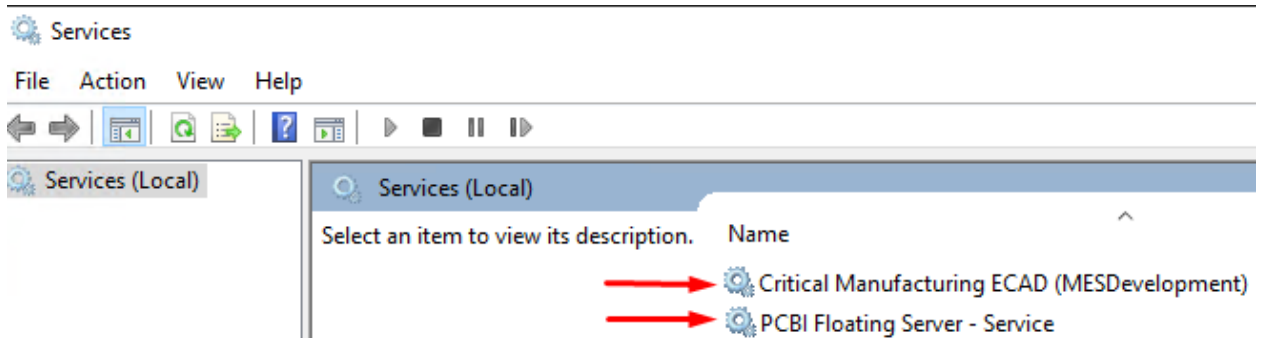 Services
File Action View Help
Services (Local)
Services (Local)
Select an item to view its description.
Name
Critical Manufacturing ECAD (MESDevelopment)
PCBI Floating Server - Service